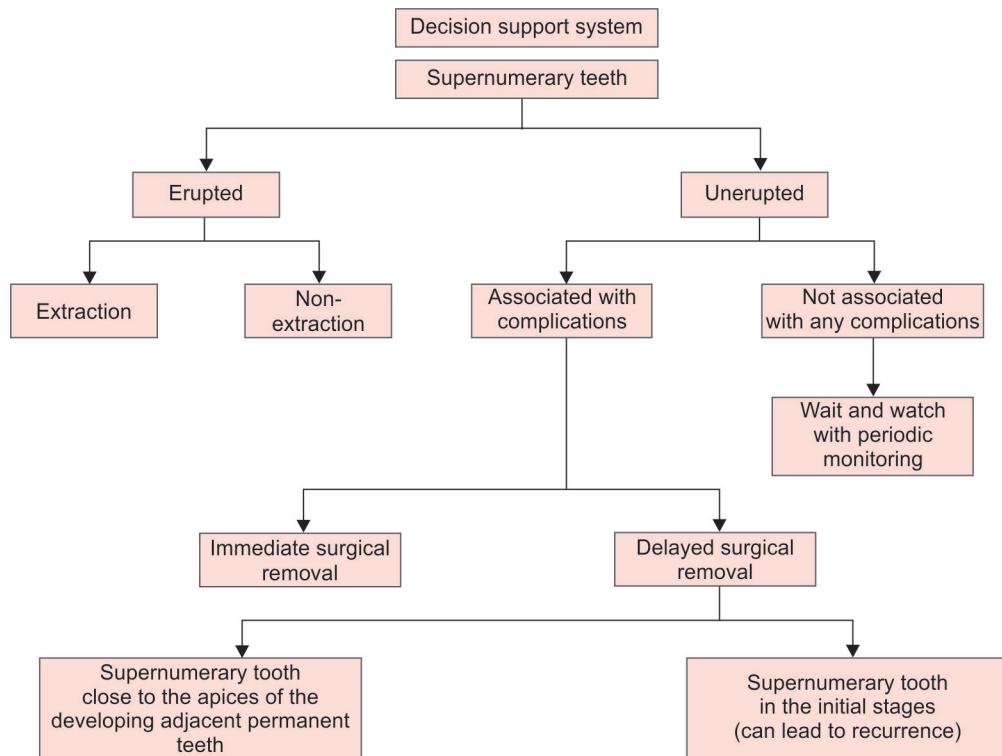 Decision support system
Supernumerary teeth
Erupted
Unerupted
Extraction
Non-
extraction
Associated with
complications
Not associated
with any complications
Wait and watch
with periodic
monitoring
Immediate surgical
removal
Delayed surgical
removal
Supernumerary tooth
close to the apices of the
developing adjacent permanent
teeth
Supernumerary tooth
in the initial stages
(can lead to recurrence)